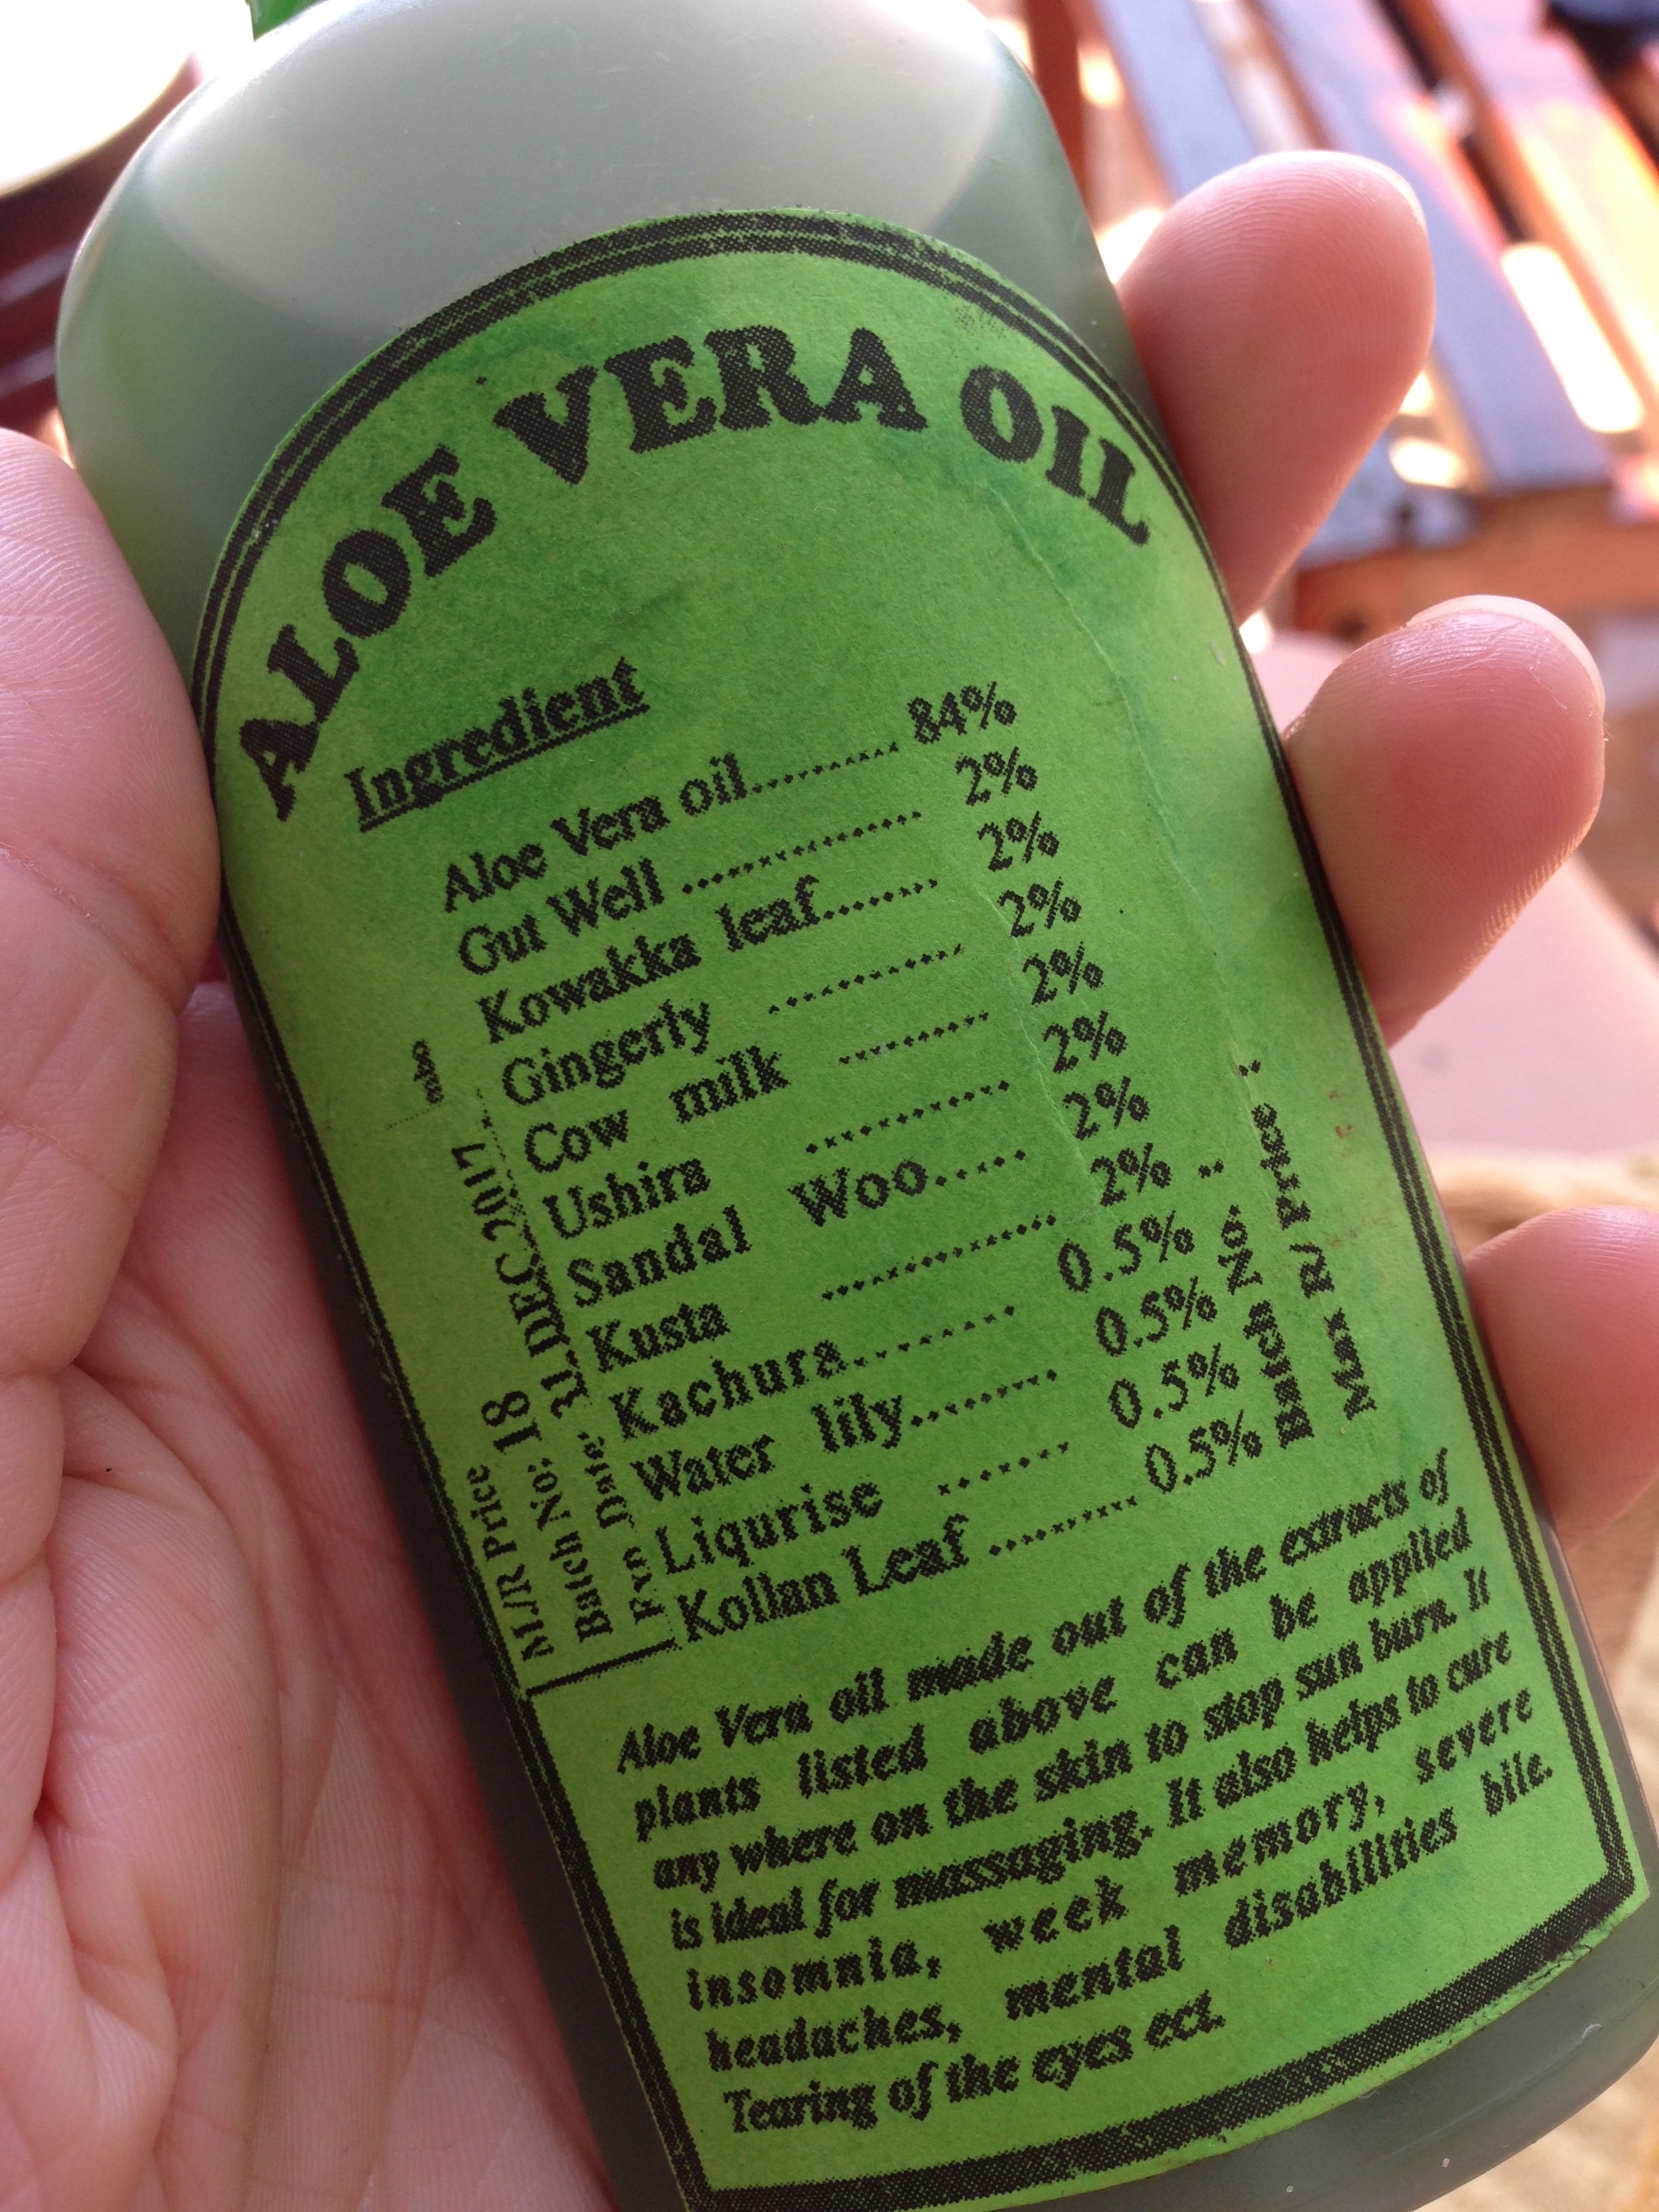 ALOE VERA OIL
Ingredient
Aloe Vera oil.......... 84%
Gut Well ................ 2%
Kowakka leaf....... 2%
Gingerly ............. 2%
Cow milk .......... 2%
Ushira ............. 2%
Sandal Woo..... 2%
Kusta ................ 2%
Kachura.......... 0.5%
Water lily.......... 0.5%
Liqurise ....... 0.5%
Kollan Leaf ........... 0.5%
M./R Price
Batch No: 18
Date, 31.DEC.2017
Batch No. :
Max R/ Price :
Aloe Vera oil made out of the extracts of
plants listed above can be applied
any where on the skin to stop sun burn. It
is ideal for massaging. It also helps to cure
insomnia, week memory, severe
headaches, mental disabilities bile.
Tearing of the eyes ect.